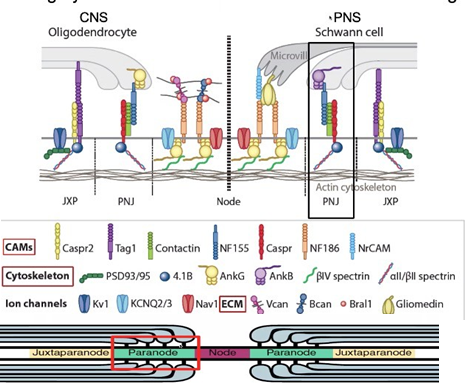 CNS PNS
Oligodendrocyte Schwann cell
Microvilli
Actin cytoskeleton
JXP PNJ Node PNJ JXP
CAMs Caspr2 Tag1 Contactin NF155 Caspr NF186 NrCAM
Cytoskeleton PSD93/95 4.1B AnkG AnkB βIV spectrin αII/βII spectrin
Ion channels Kv1 KCNQ2/3 Nav1 ECM Vcan Bcan Bral1 Gliomedin
Juxtaparanode Paranode Node Paranode Juxtaparanode